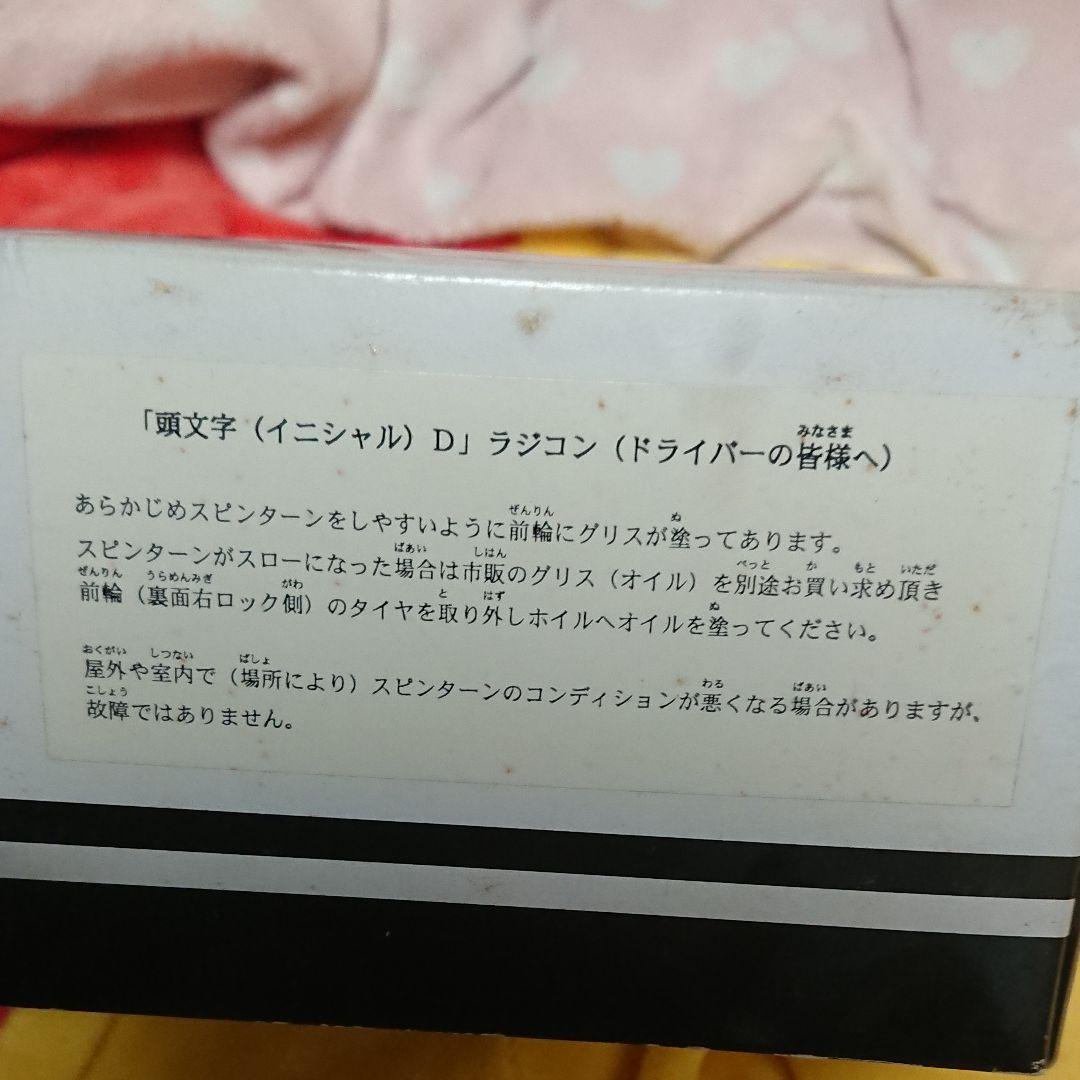 「頭文字（イニシャル）D」ラジコン（ドライバーの皆様へ）
あらかじめスピンターンをしやすいように前輪にグリスが塗ってあります。
スピンターンがスローになった場合は市販のグリス（オイル）を別途お買い求め頂き
前輪（裏面右ロック側）のタイヤを取り外しホイルへオイルを塗ってください。
屋外や室内で（場所により）スピンターンのコンディションが悪くなる場合がありますが、
故障ではありません。